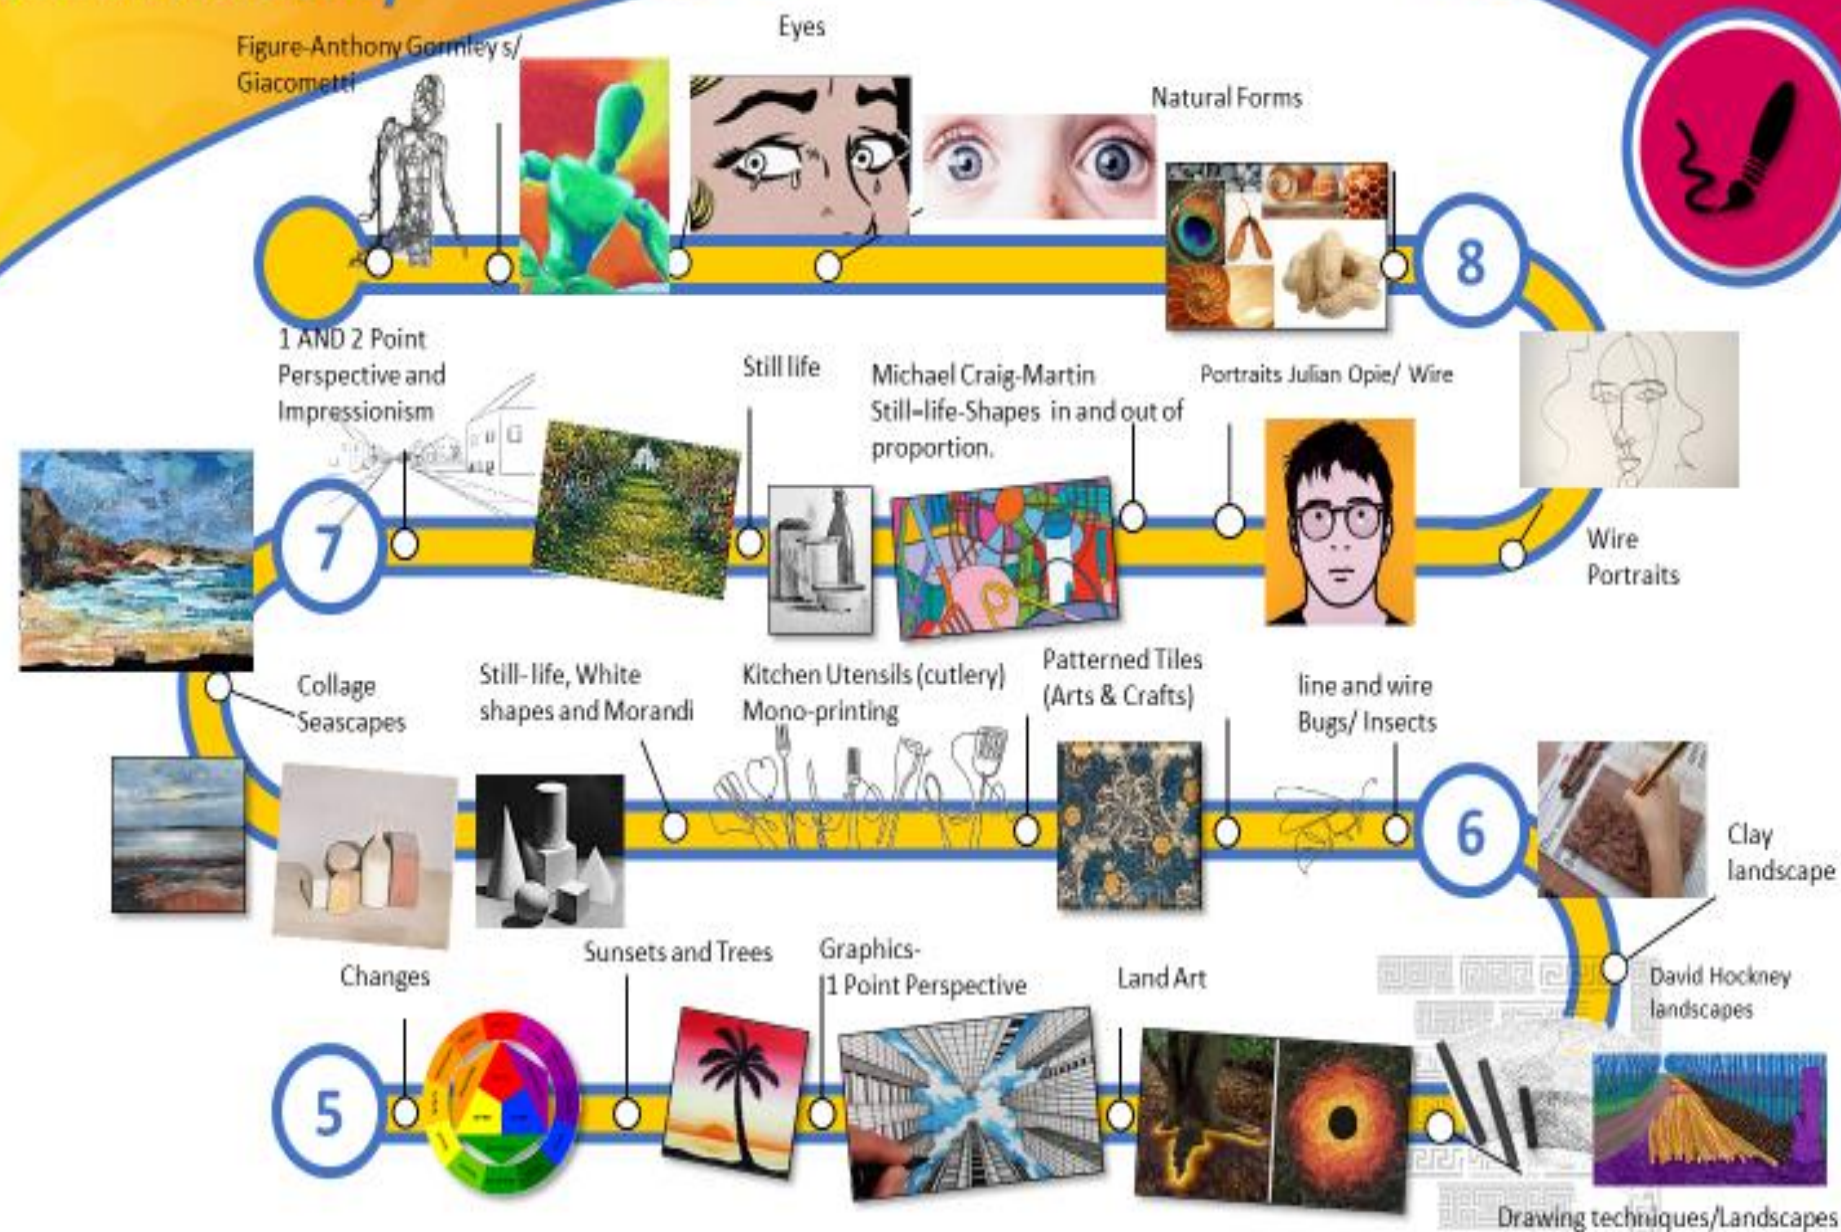 Figure-Anthony Gormley s/
Giacometti
Eyes
Natural Forms
8
1 AND 2 Point
Perspective and
Impressionism
Still life
Michael Craig-Martin
Still=life-Shapes in and out of
proportion.
Portraits Julian Opie/ Wire
7
Wire
Portraits
Collage
Seascapes
Still-life, White
shapes and Morandi
Kitchen Utensils (cutlery)
Mono-printing
Patterned Tiles
(Arts & Crafts)
line and wire
Bugs/ Insects
6
Clay
landscape
Changes
Sunsets and Trees
Graphics-
1 Point Perspective
Land Art
David Hockney
landscapes
5
Drawing techniques/Landscapes